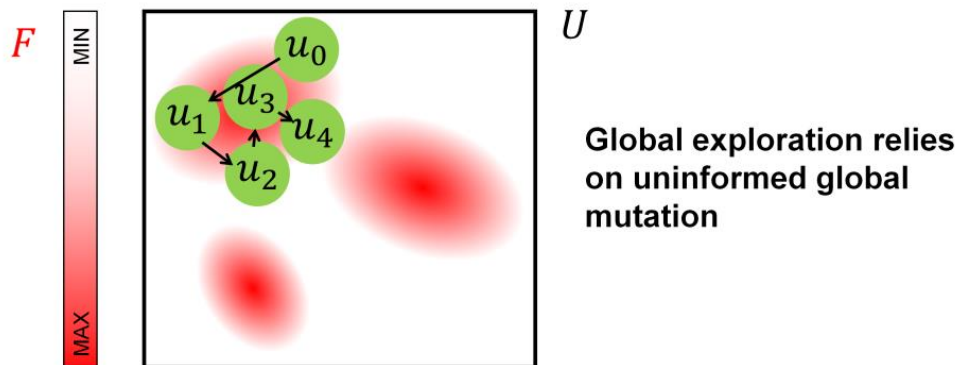 F
MIN
MAX
U
u₀
u₁
u₃
u₄
u₂
Global exploration relies
on uninformed global
mutation